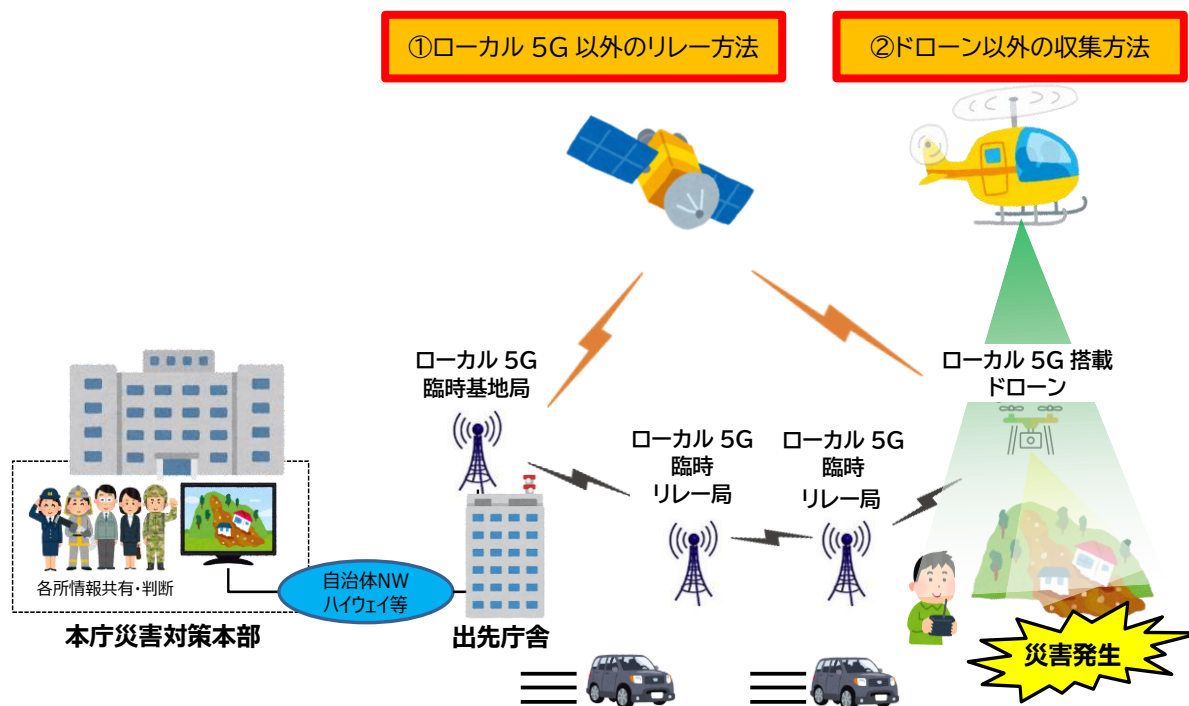 ①ローカル 5G 以外のリレー方法
②ドローン以外の収集方法
ローカル 5G
臨時基地局
ローカル 5G 搭載
ドローン
ローカル 5G
臨時
リレー局
ローカル 5G
臨時
リレー局
各所情報共有・判断
自治体NW
ハイウェイ等
本庁災害対策本部
出先庁舎
災害発生